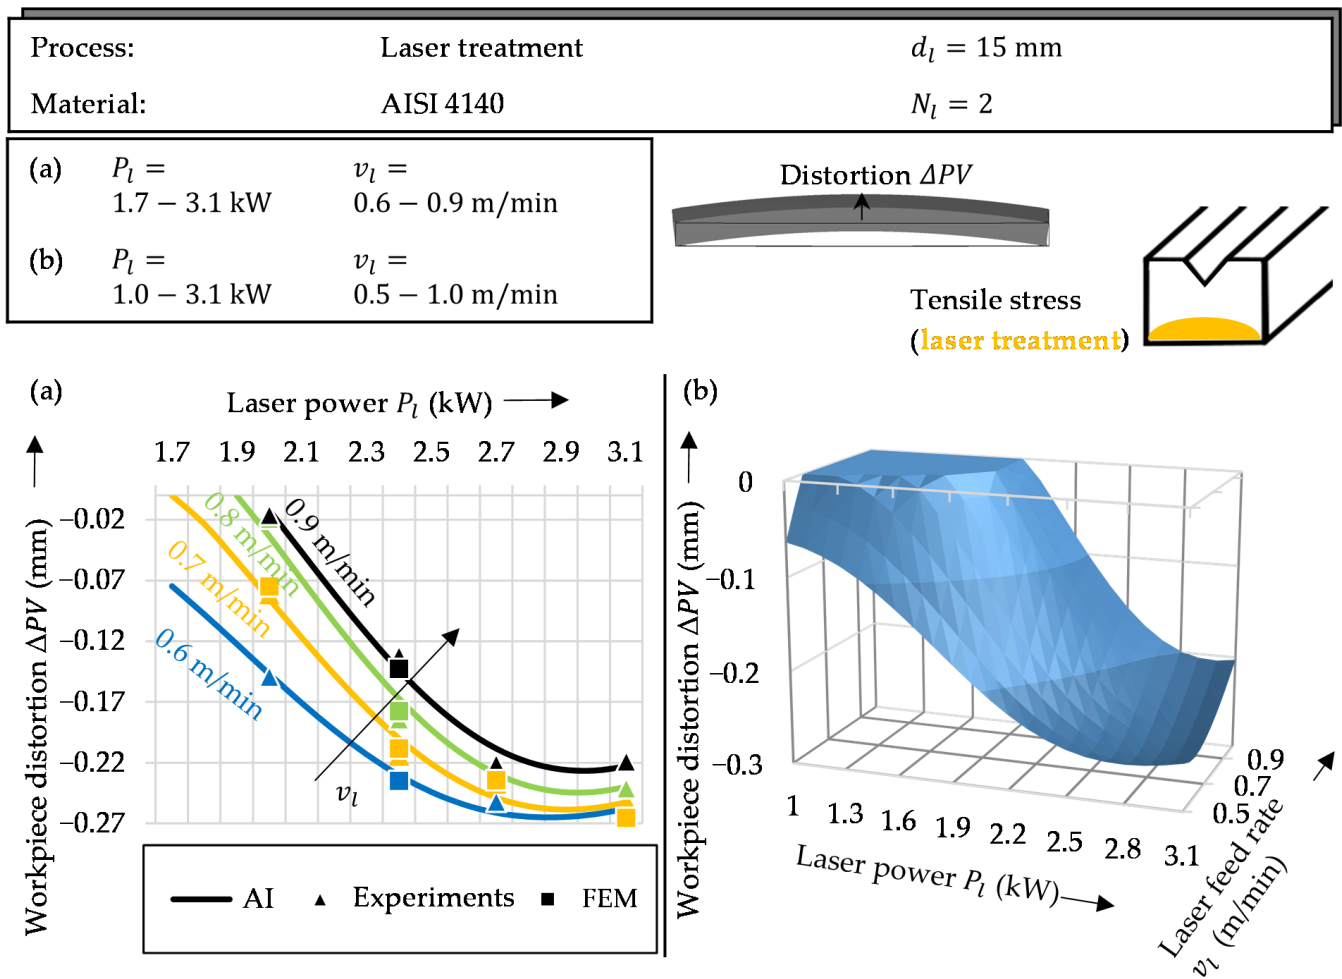 Process: Laser treatment d_l = 15 mm
Material: AISI 4140 N_l = 2
(a) P_l = v_l =
1.7 − 3.1 kW 0.6 − 0.9 m/min
(b) P_l = v_l =
1.0 − 3.1 kW 0.5 − 1.0 m/min
Distortion ΔPV
Tensile stress
(laser treatment)
(a)
Laser power P_l (kW)
1.7 1.9 2.1 2.3 2.5 2.7 2.9 3.1
Workpiece distortion ΔPV (mm)
−0.02
−0.07
−0.12
−0.17
−0.22
−0.27
0.9 m/min
0.8 m/min
0.7 m/min
0.6 m/min
v_l
AI Experiments FEM
(b)
Workpiece distortion ΔPV (mm)
0
−0.1
−0.2
−0.3
1 1.3 1.6 1.9 2.2 2.5 2.8 3.1
Laser power P_l (kW)
0.9
0.7
0.5
Laser feed rate
v_l (m/min)